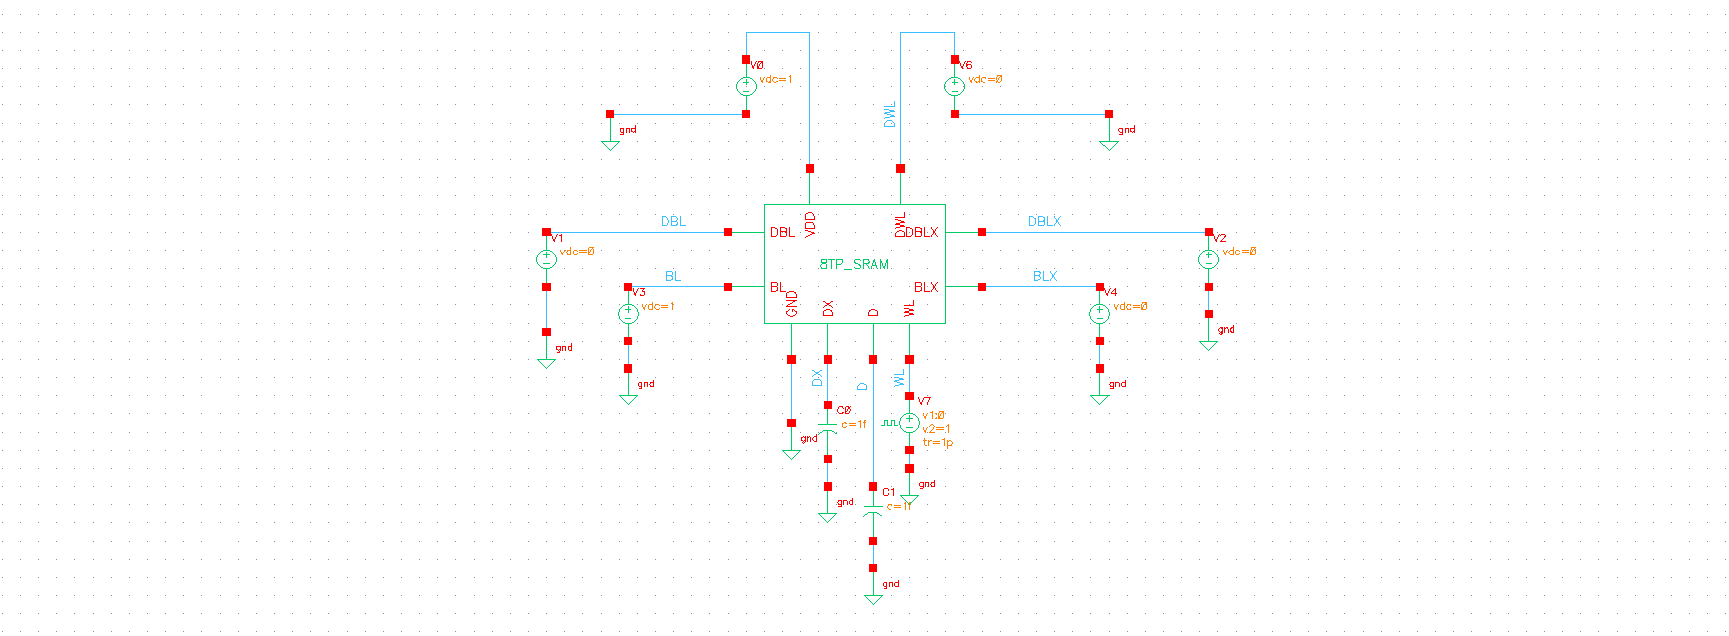 V0
vdc=1
gnd
V6
vdc=0
gnd
DWL
DBL
V1
vdc=0
gnd
BL
V3
vdc=1
gnd
DBL
VDD
DWL
DBLX
8TP_SRAM
BL
BLX
GND
DX
D
WL
DBLX
V2
vdc=0
gnd
BLX
V4
vdc=0
gnd
DX
D
WL
C0
c=1f
gnd
gnd
V7
v1:0
v2=1
tr=1p
gnd
C1
c=1f
gnd